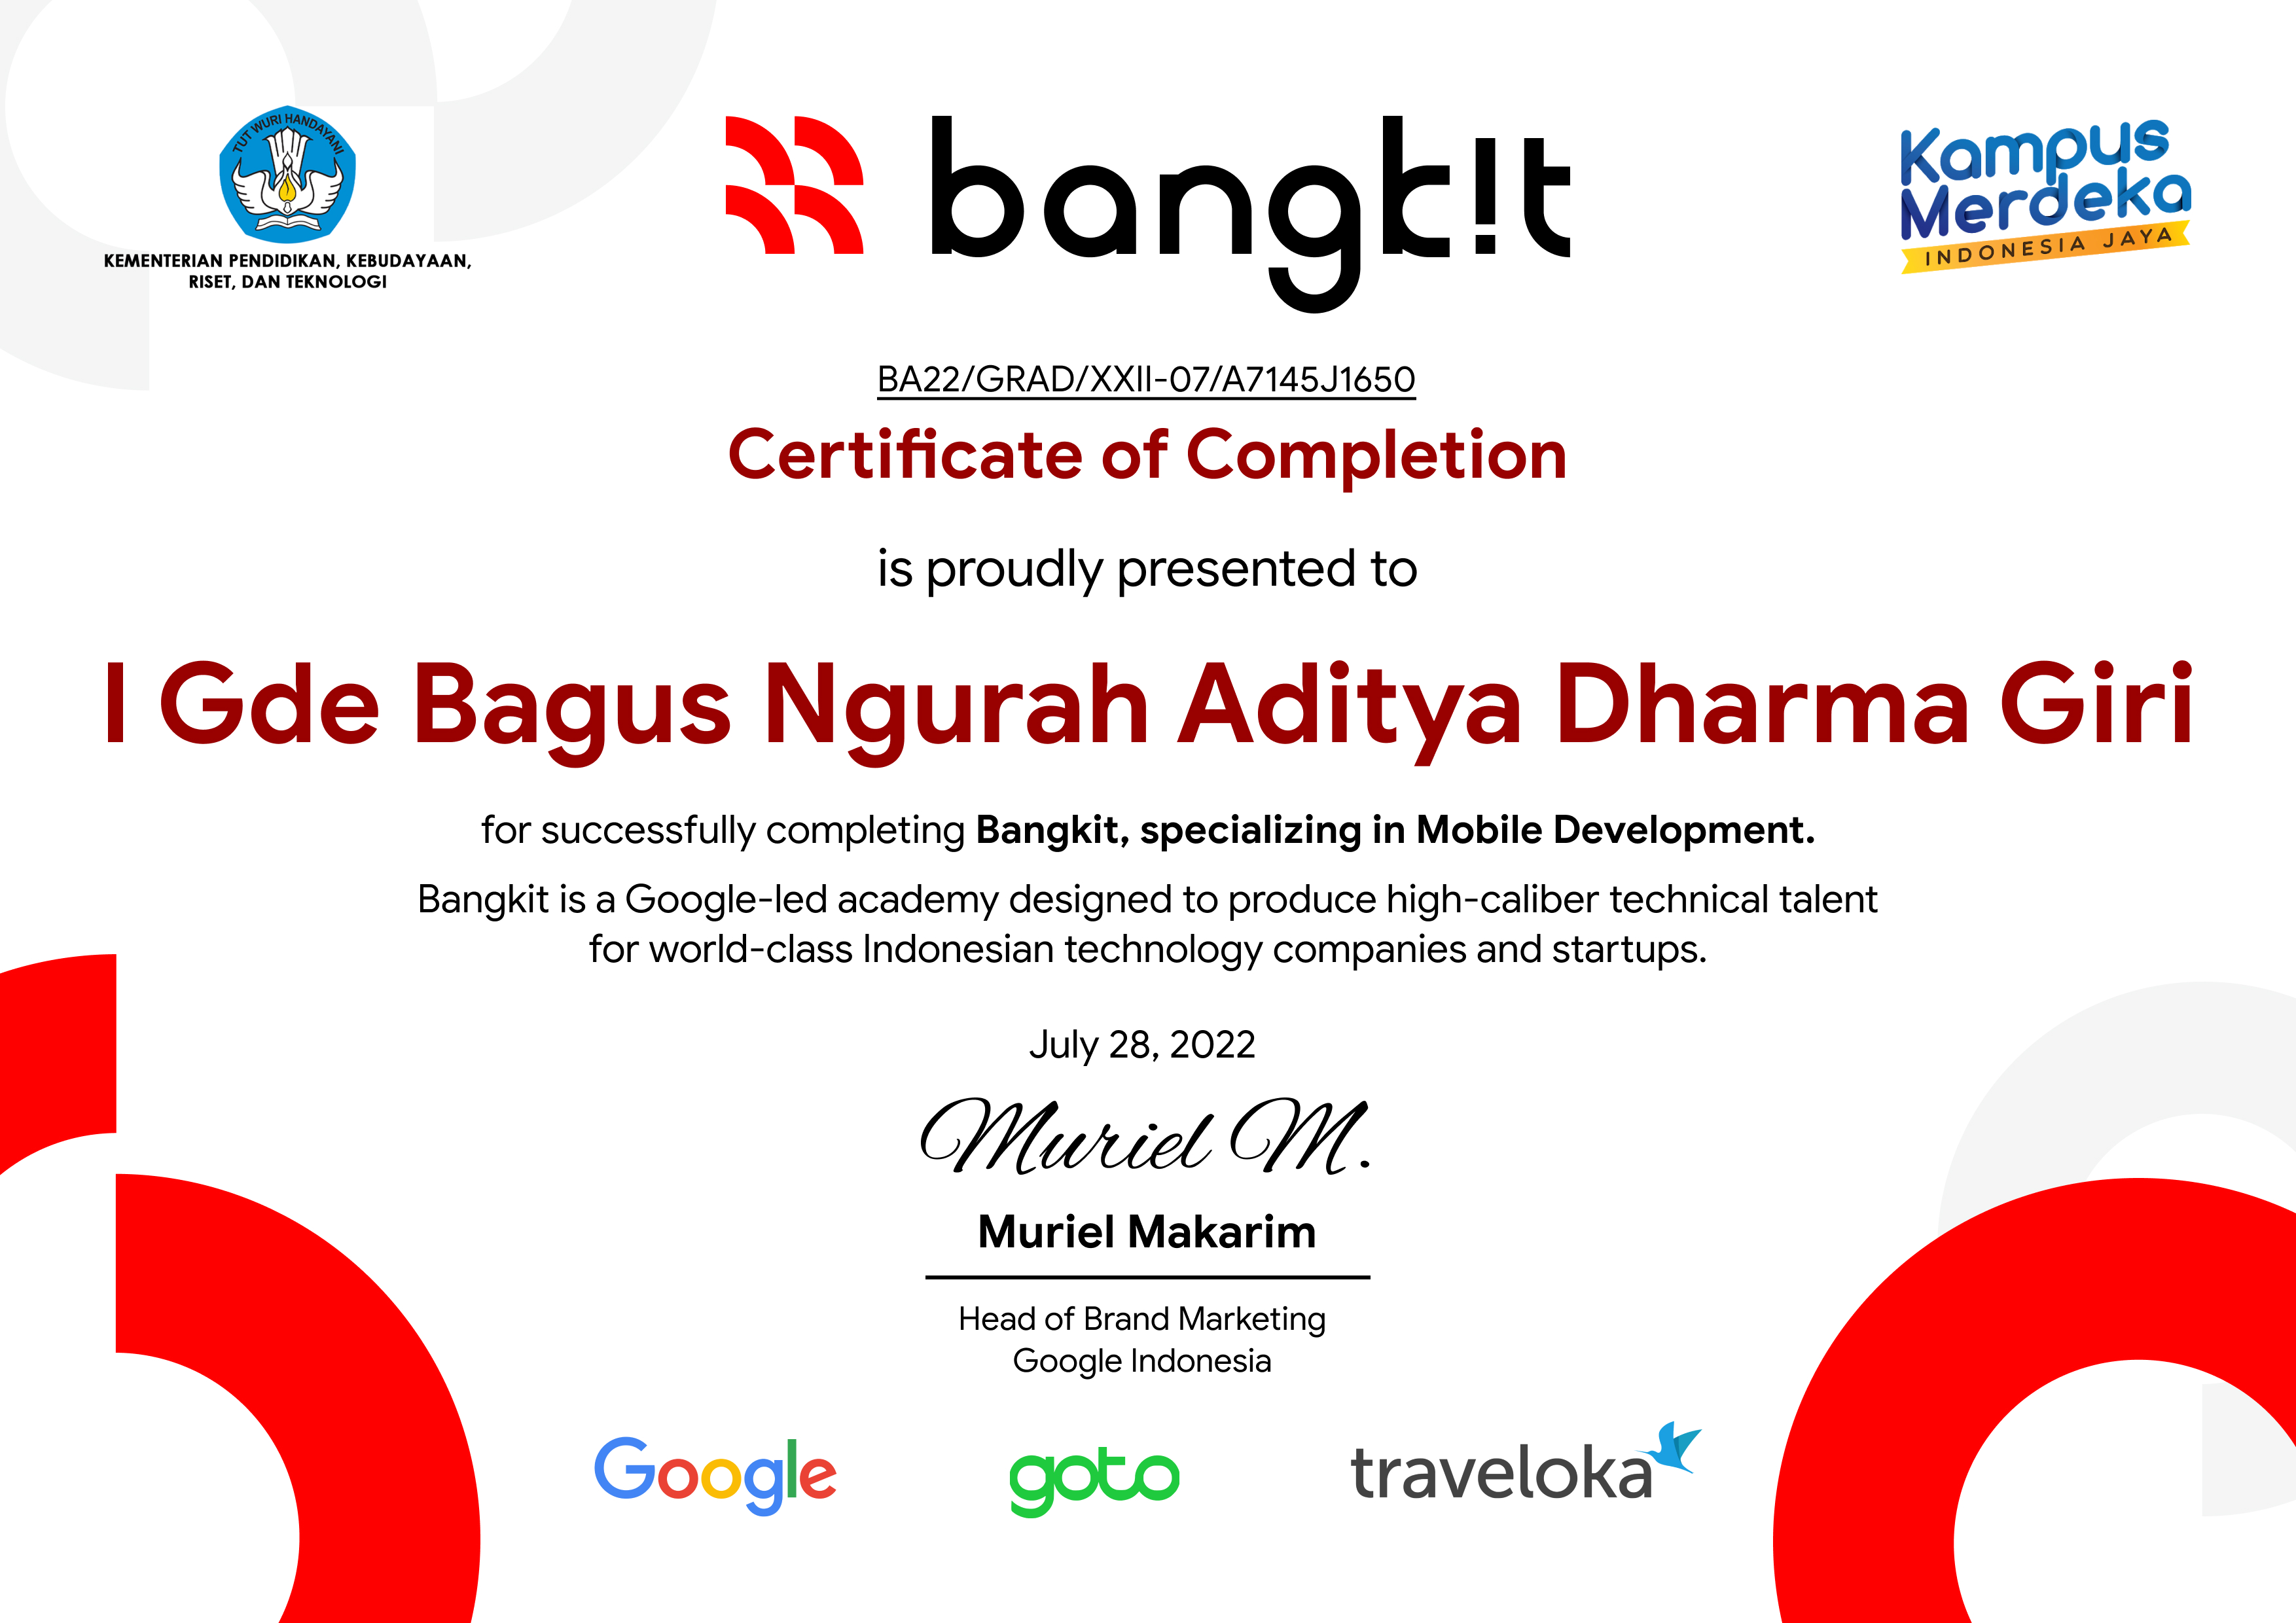 TUT WURI HANDAYANI
KEMENTERIAN PENDIDIKAN, KEBUDAYAAN,
RISET, DAN TEKNOLOGI
bangk!t
Kampus
Merdeka
INDONESIA JAYA
BA22/GRAD/XXII-07/A7145J1650
Certificate of Completion
is proudly presented to
I Gde Bagus Ngurah Aditya Dharma Giri
for successfully completing Bangkit, specializing in Mobile Development.
Bangkit is a Google-led academy designed to produce high-caliber technical talent
for world-class Indonesian technology companies and startups.
July 28, 2022
Muriel M.
Muriel Makarim
Head of Brand Marketing
Google Indonesia
Google
goto
traveloka